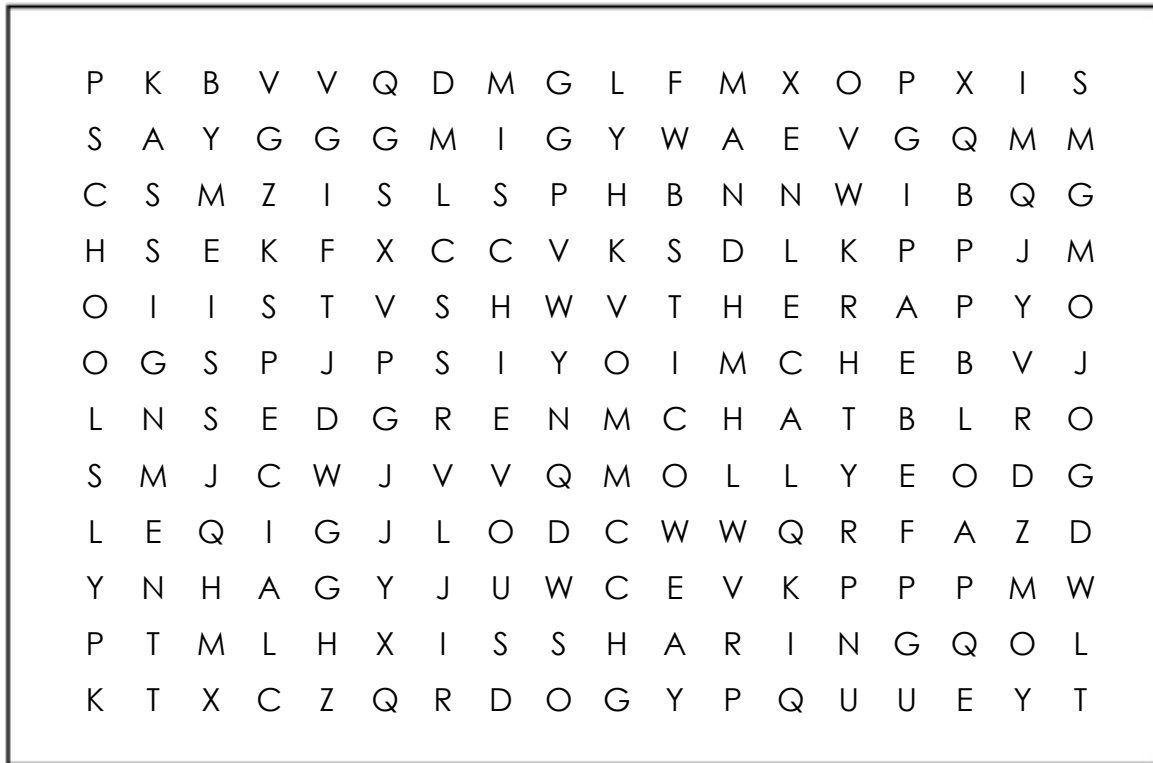 P K B V V Q D M G L F M X O P X I S
S A Y G G G M I G Y W A E V G Q M M
C S M Z I S L S P H B N N W I B Q G
H S E K F X C C V K S D L K P P J M
O I I S T V S H W V T H E R A P Y O
O G S P J P S I Y O I M C H E B V J
L N S E D G R E N M C H A T B L R O
S M J C W J V V Q M O L L Y E O D G
L E Q I G J L O D C W W Q R F A Z D
Y N H A G Y J U W C E V K P P P M W
P T M L H X I S S H A R I N G Q O L
K T X C Z Q R D O G Y P Q U U E Y T